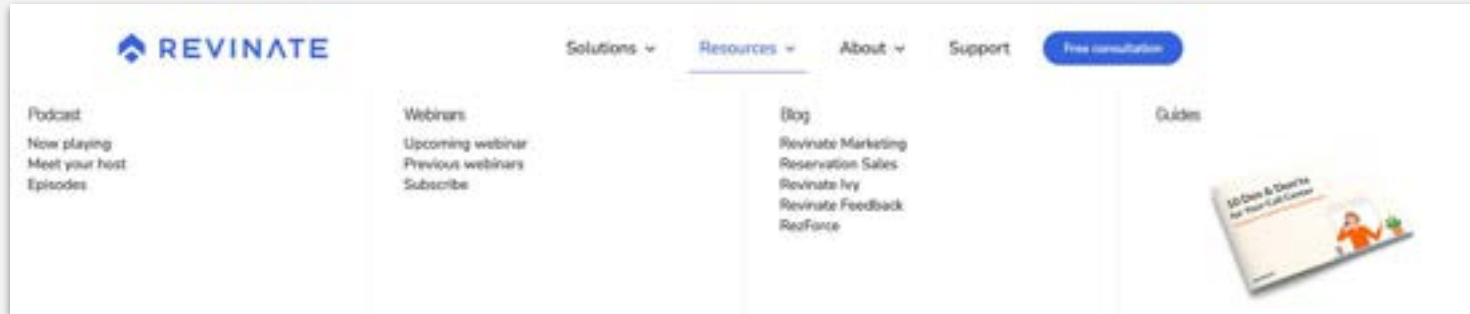 REVINATE
Solutions
Resources
About
Support
Free consultation
Podcast
Now playing
Meet your host
Episodes
Webinars
Upcoming webinar
Previous webinars
Subscribe
Blog
Revinate Marketing
Reservation Sales
Revinate Ivy
Revinate Feedback
RezForce
Guides
10 Dos & Don'ts
for Your Call Center